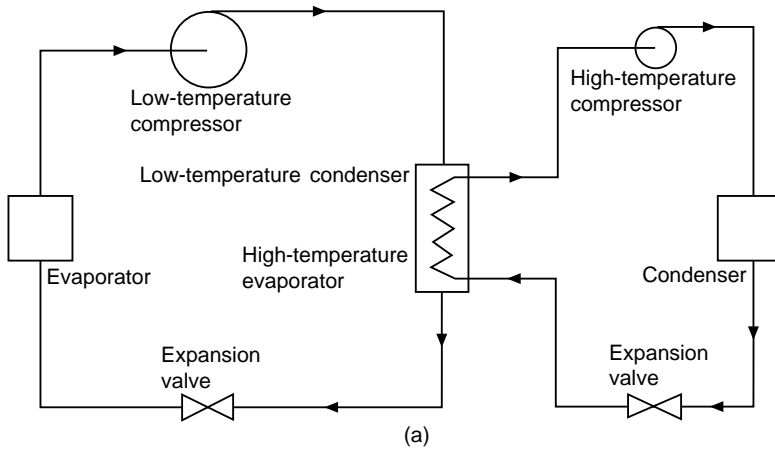 Low-temperature
compressor
High-temperature
compressor
Low-temperature condenser
High-temperature
evaporator
Evaporator
Condenser
Expansion
valve
Expansion
valve
(a)